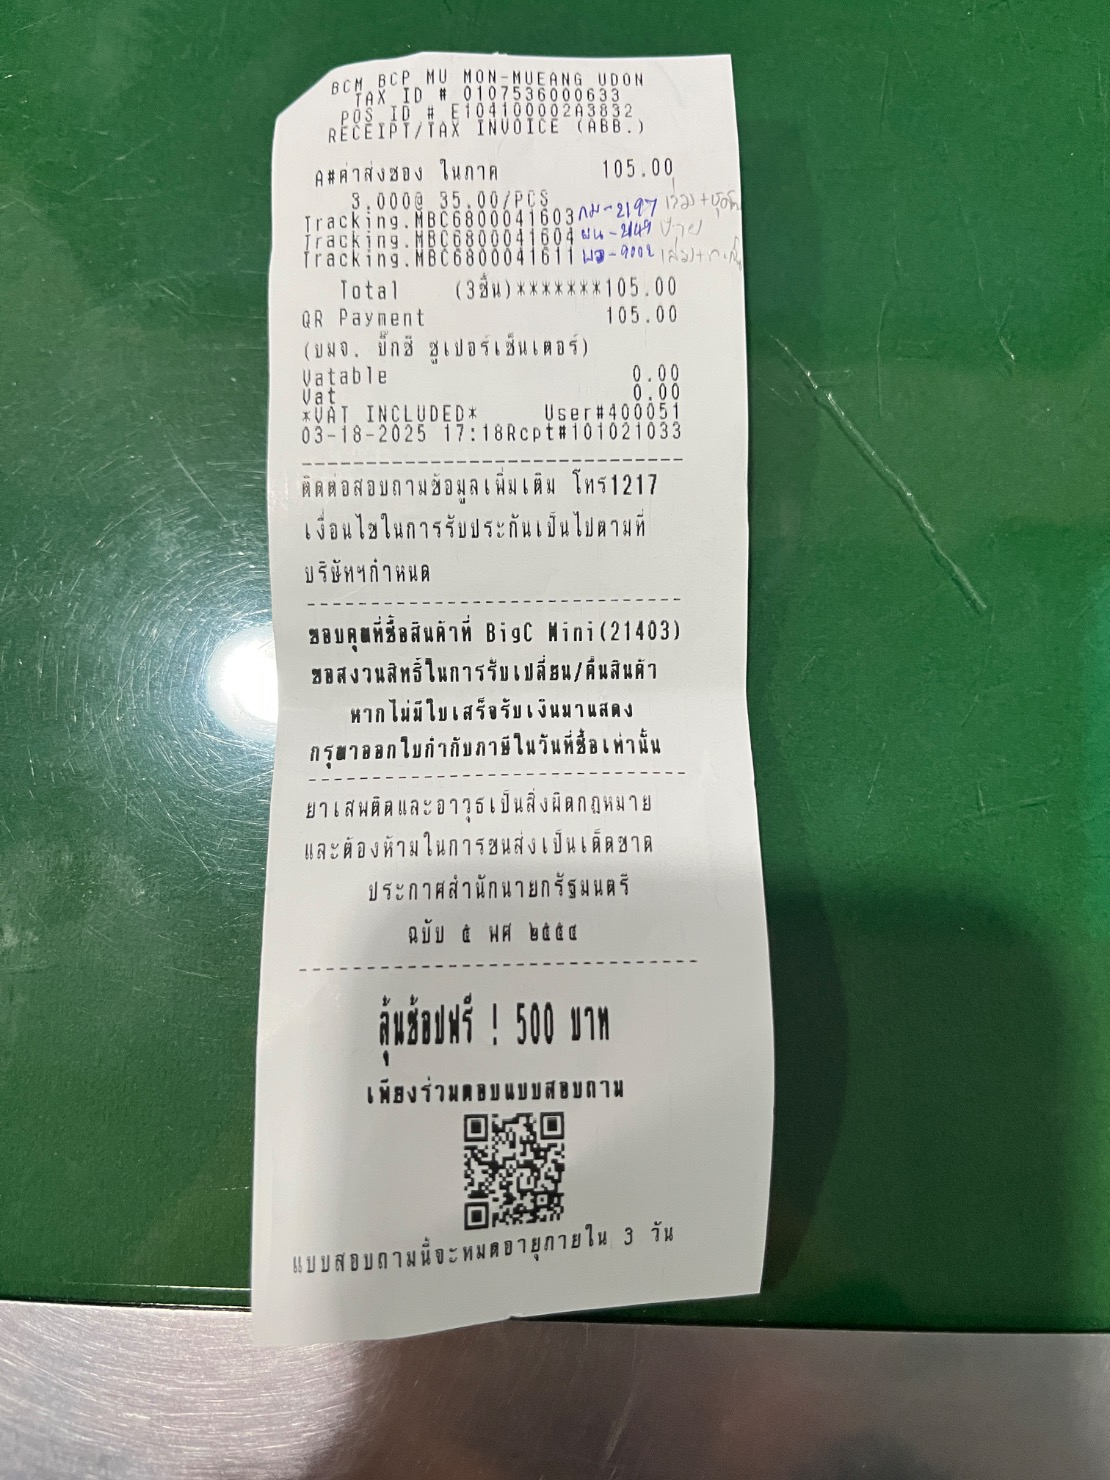 BCM BCP MU MON-MUEANG UDON
TAX ID # 0107536000633
POS ID # E104100002A3832
RECEIPT/TAX INVOICE (ABB.)
A#ค่าส่งซอง ในภาค 105.00
3.000@ 35.00/PCS
Tracking.MBC6800041603 กม-2197
Tracking.MBC6800041604 ผน-2149 ป้าย
Tracking.MBC6800041611 พอ-9002
Total (3ชิ้น)*******105.00
QR Payment 105.00
(บมจ. บิ๊กซี ซูเปอร์เซ็นเตอร์)
Vatable 0.00
Vat 0.00
*VAT INCLUDED* User#400051
03-18-2025 17:18Rcpt#101021033
ติดต่อสอบถามข้อมูลเพิ่มเติม โทร1217
เงื่อนไขในการรับประกันเป็นไปตามที่
บริษัทฯกำหนด
ขอบคุณที่ซื้อสินค้าที่ BigC Mini(21403)
ขอสงวนสิทธิ์ในการรับเปลี่ยน/คืนสินค้า
หากไม่มีใบเสร็จรับเงินมาแสดง
กรุณาออกใบกำกับภาษีในวันที่ซื้อเท่านั้น
ยาเสพติดและอาวุธเป็นสิ่งผิดกฎหมาย
และต้องห้ามในการขนส่งเป็นเด็ดขาด
ประกาศสำนักนายกรัฐมนตรี
ฉบับ ๕ พศ ๒๕๕๔
ลุ้นช้อปฟรี ! 500 บาท
เพียงร่วมตอบแบบสอบถาม
แบบสอบถามนี้จะหมดอายุภายใน 3 วัน